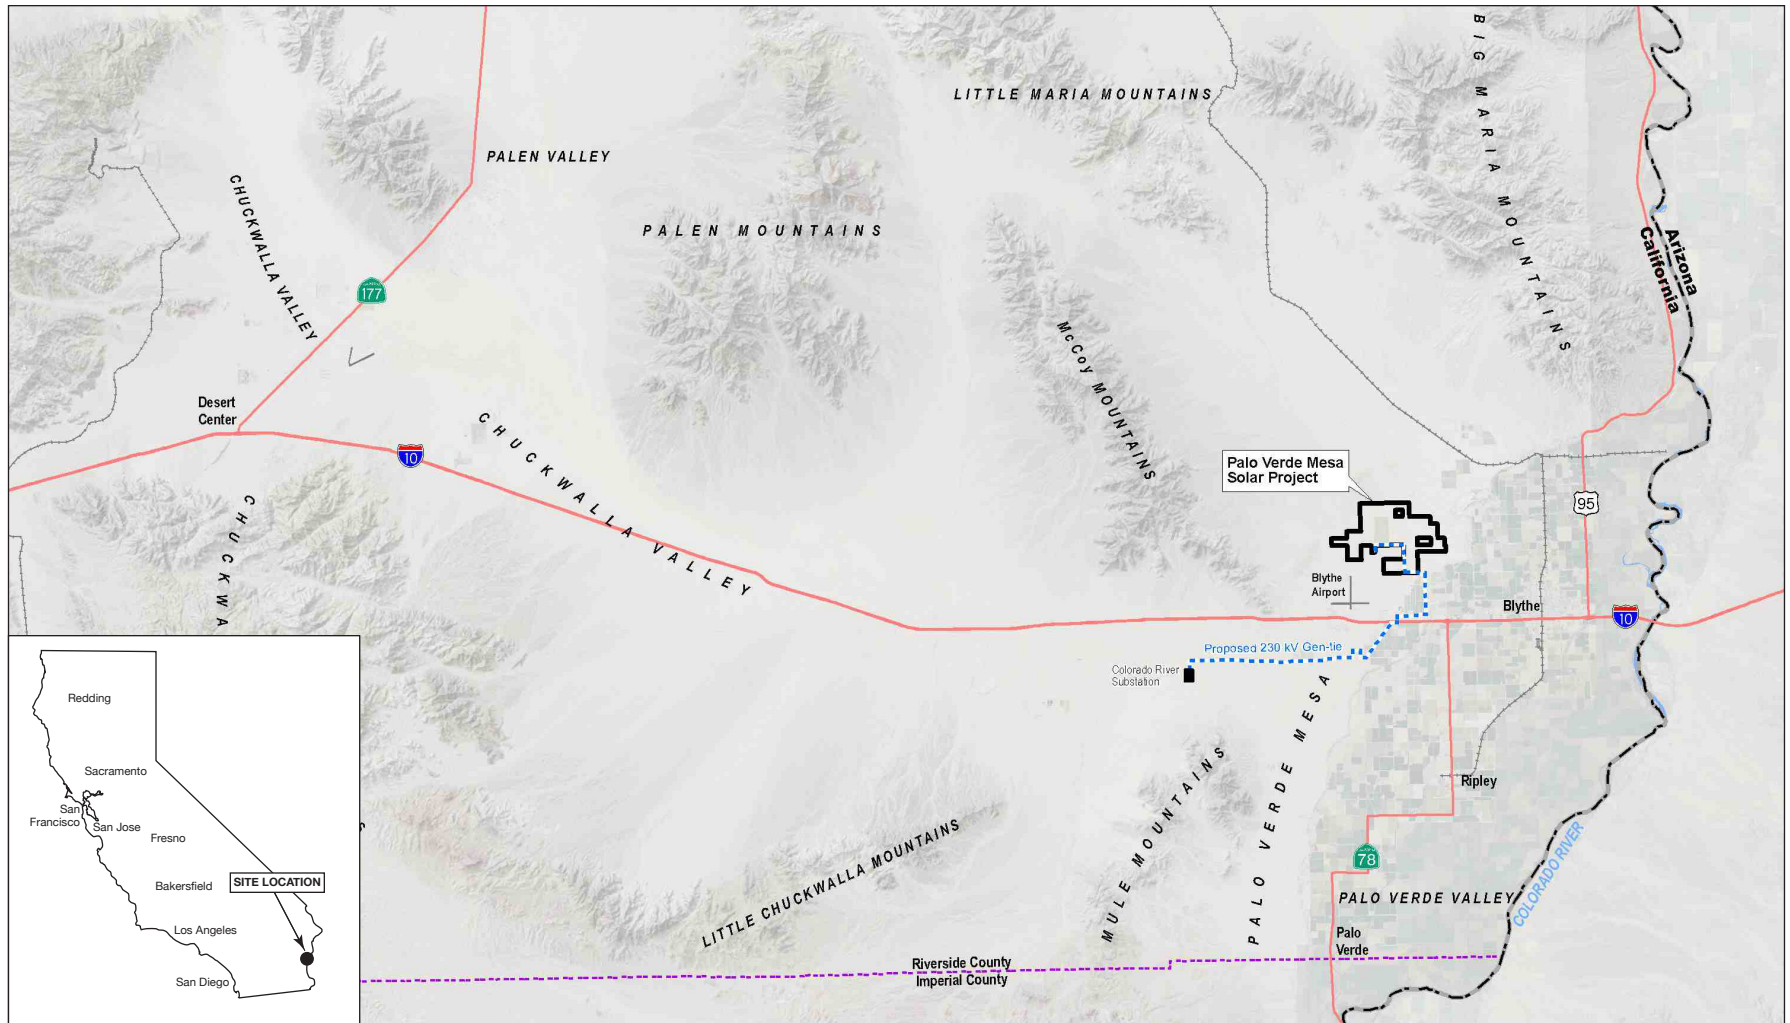 BIG MARIA MOUNTAINS
LITTLE MARIA MOUNTAINS
PALEN VALLEY
CHUCKWALLA VALLEY
PALEN MOUNTAINS
Arizona
California
177
McCoy MOUNTAINS
Desert
Center
10
CHUCKWALLA VALLEY
Palo Verde Mesa
Solar Project
95
CHUCKWA
Blythe
Airport
Blythe
10
Proposed 230 kV Gen-tie
Colorado River
Substation
PALO VERDE MESA
MULE MOUNTAINS
Ripley
LITTLE CHUCKWALLA MOUNTAINS
78
COLORADO RIVER
PALO VERDE VALLEY
Palo
Verde
Riverside County
Imperial County
Redding
Sacramento
San
Francisco
San Jose
Fresno
Bakersfield
SITE LOCATION
Los Angeles
San Diego